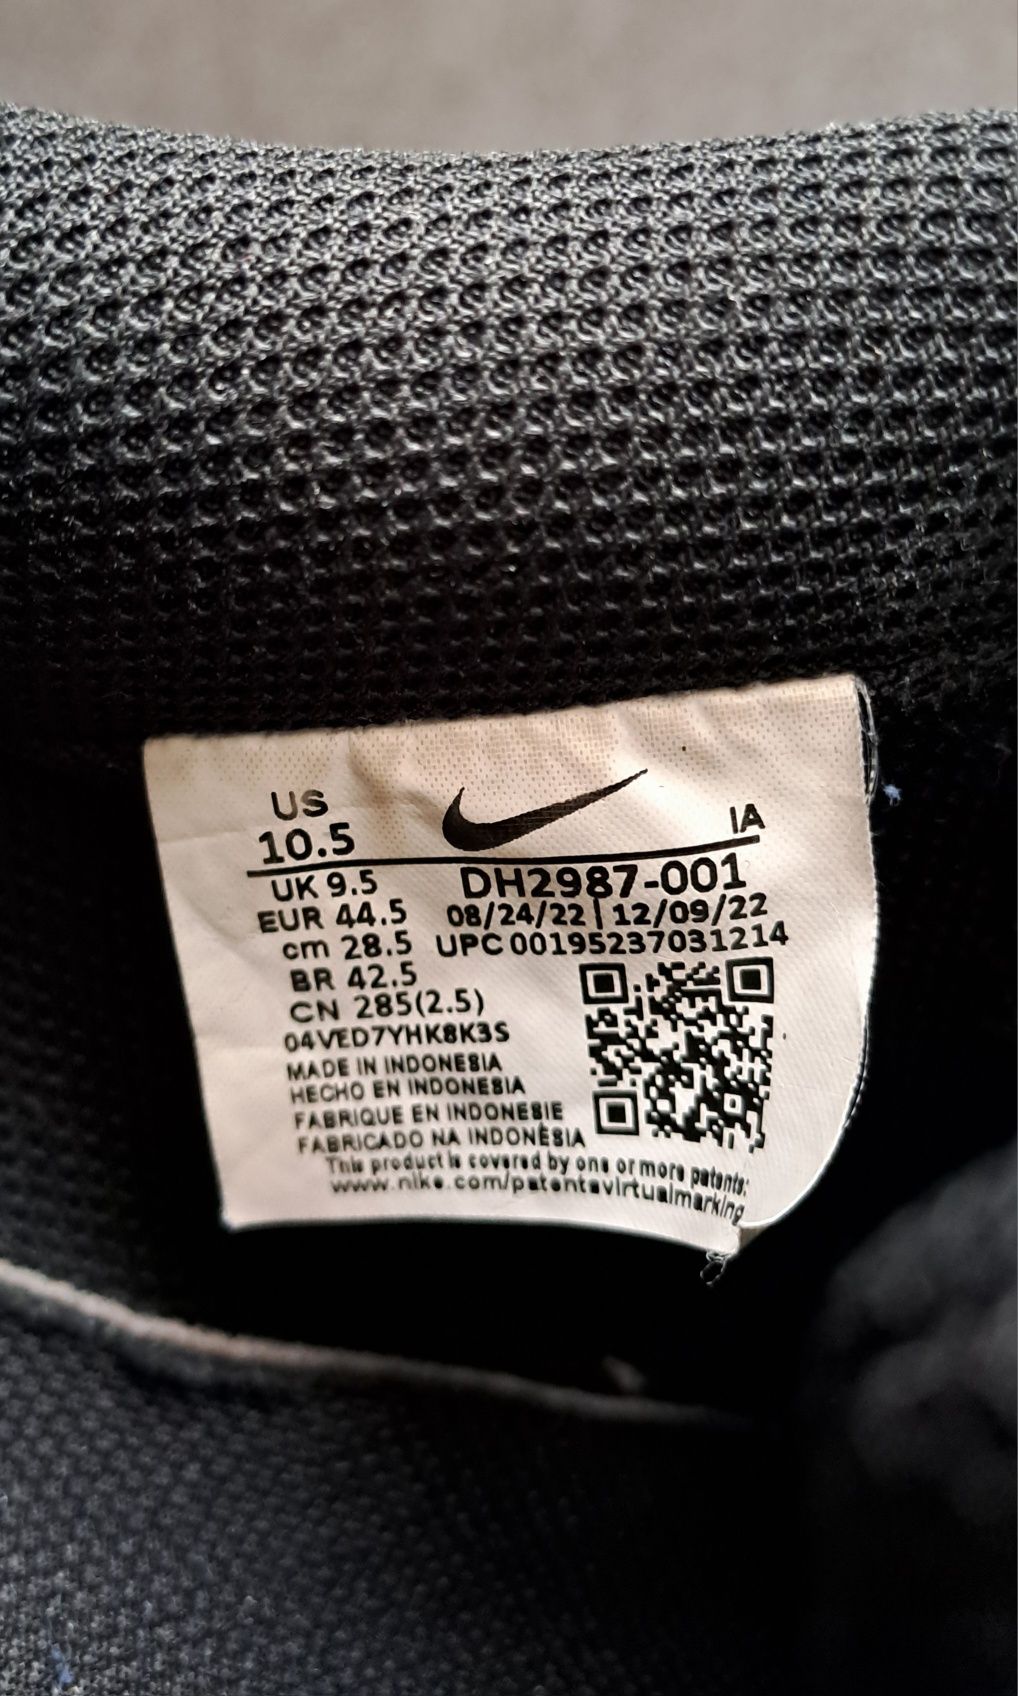 US
10.5
IA
UK 9.5
DH2987-001
EUR 44.5
08/24/22 | 12/09/22
cm 28.5
UPC 00195237031214
BR 42.5
CN 285(2.5)
04VED7YHK8K3S
MADE IN INDONESIA
HECHO EN INDONESIA
FABRIQUE EN INDONESIE
FABRICADO NA INDONÉSIA
This product is covered by one or more patents:
www.nike.com/patentsvirtualmarking